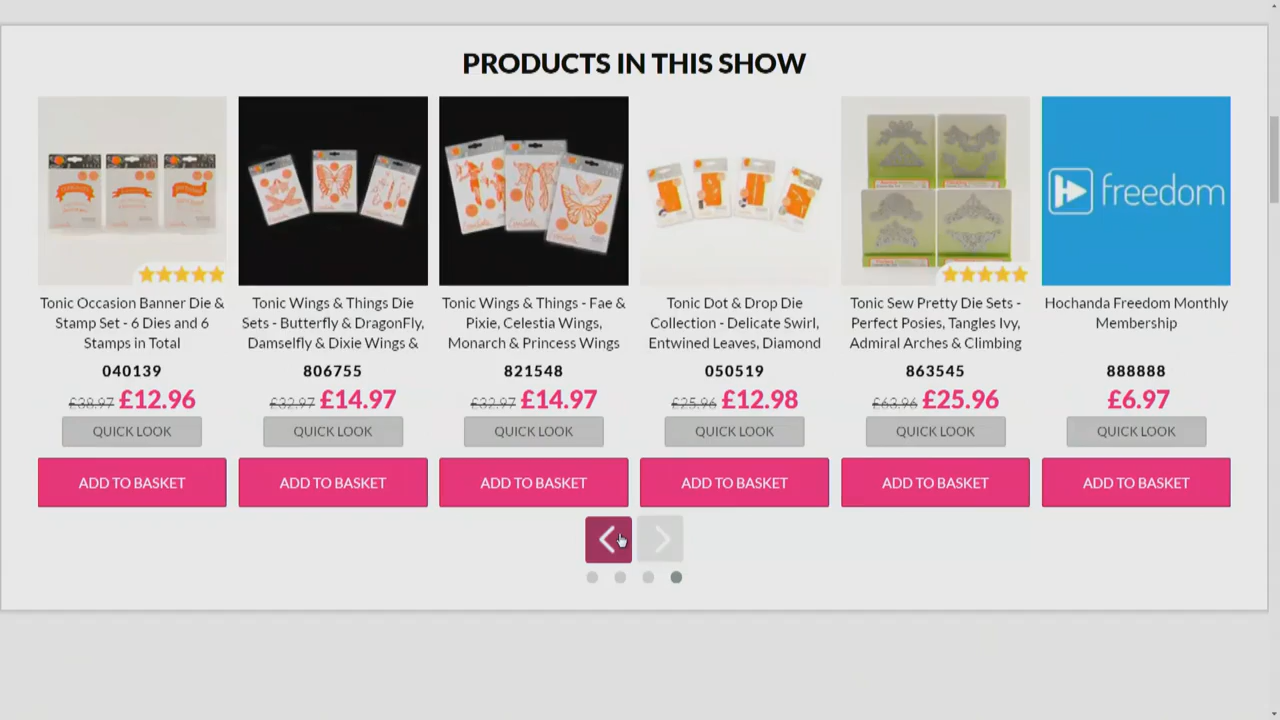 PRODUCTS IN THIS SHOW
Tonic Occasion Banner Die &
Stamp Set - 6 Dies and 6
Stamps in Total
040139
£38.97 £12.96
QUICK LOOK
ADD TO BASKET
Tonic Wings & Things Die
Sets - Butterfly & DragonFly,
Damselfly & Dixie Wings &
806755
£32.97 £14.97
QUICK LOOK
ADD TO BASKET
Tonic Wings & Things - Fae &
Pixie, Celestia Wings,
Monarch & Princess Wings
821548
£32.97 £14.97
QUICK LOOK
ADD TO BASKET
Tonic Dot & Drop Die
Collection - Delicate Swirl,
Entwined Leaves, Diamond
050519
£25.96 £12.98
QUICK LOOK
ADD TO BASKET
Tonic Sew Pretty Die Sets -
Perfect Posies, Tangles Ivy,
Admiral Arches & Climbing
863545
£63.96 £25.96
QUICK LOOK
ADD TO BASKET
freedom
Hochanda Freedom Monthly
Membership
888888
£6.97
QUICK LOOK
ADD TO BASKET